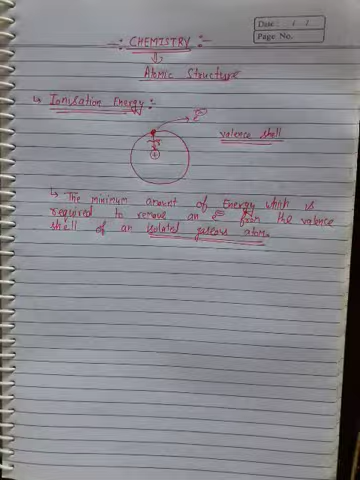 Date : / /
Page No.
-: CHEMISTRY :-
Atomic Structure
↳ Ionisation Energy :-
e⊖
valence shell
r
+
↳ The minimum amount of Energy which is
required to remove an e⊖ from the valence
shell of an isolated gaseous atom.